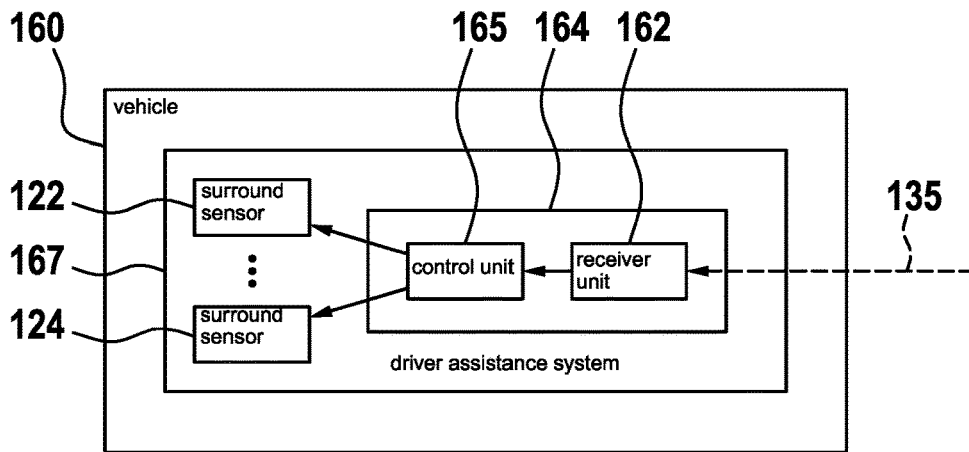 160
165
164
162
vehicle
122
surround
sensor
135
167
control unit
receiver
unit
124
surround
sensor
driver assistance system